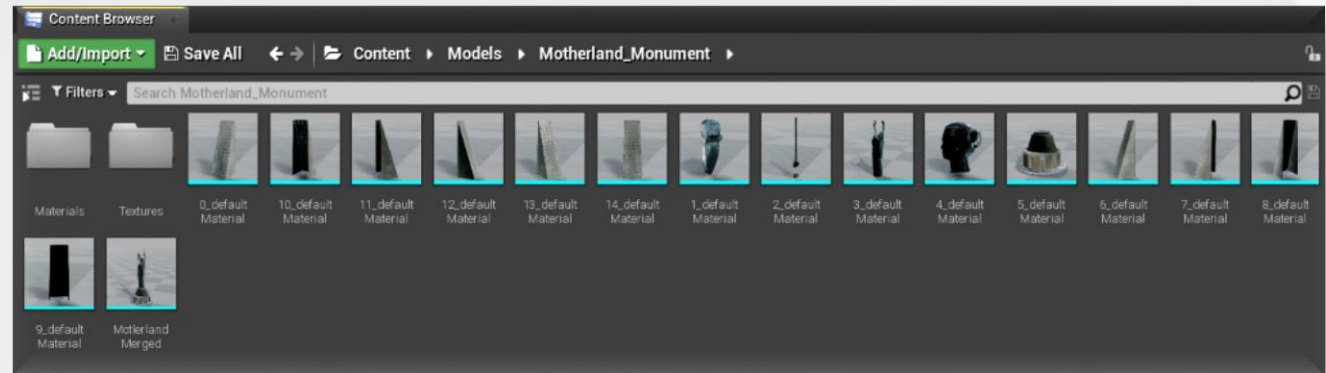 Content Browser
Add/Import Save All Content Models Motherland_Monument
Filters Search Motherland_Monument
Materials Textures 0_default Material 10_default Material 11_default Material 12_default Material 13_default Material 14_default Material 1_default Material 2_default Material 3_default Material 4_default Material 5_default Material 6_default Material 7_default Material 8_default Material
9_default Material Motlerland Merged